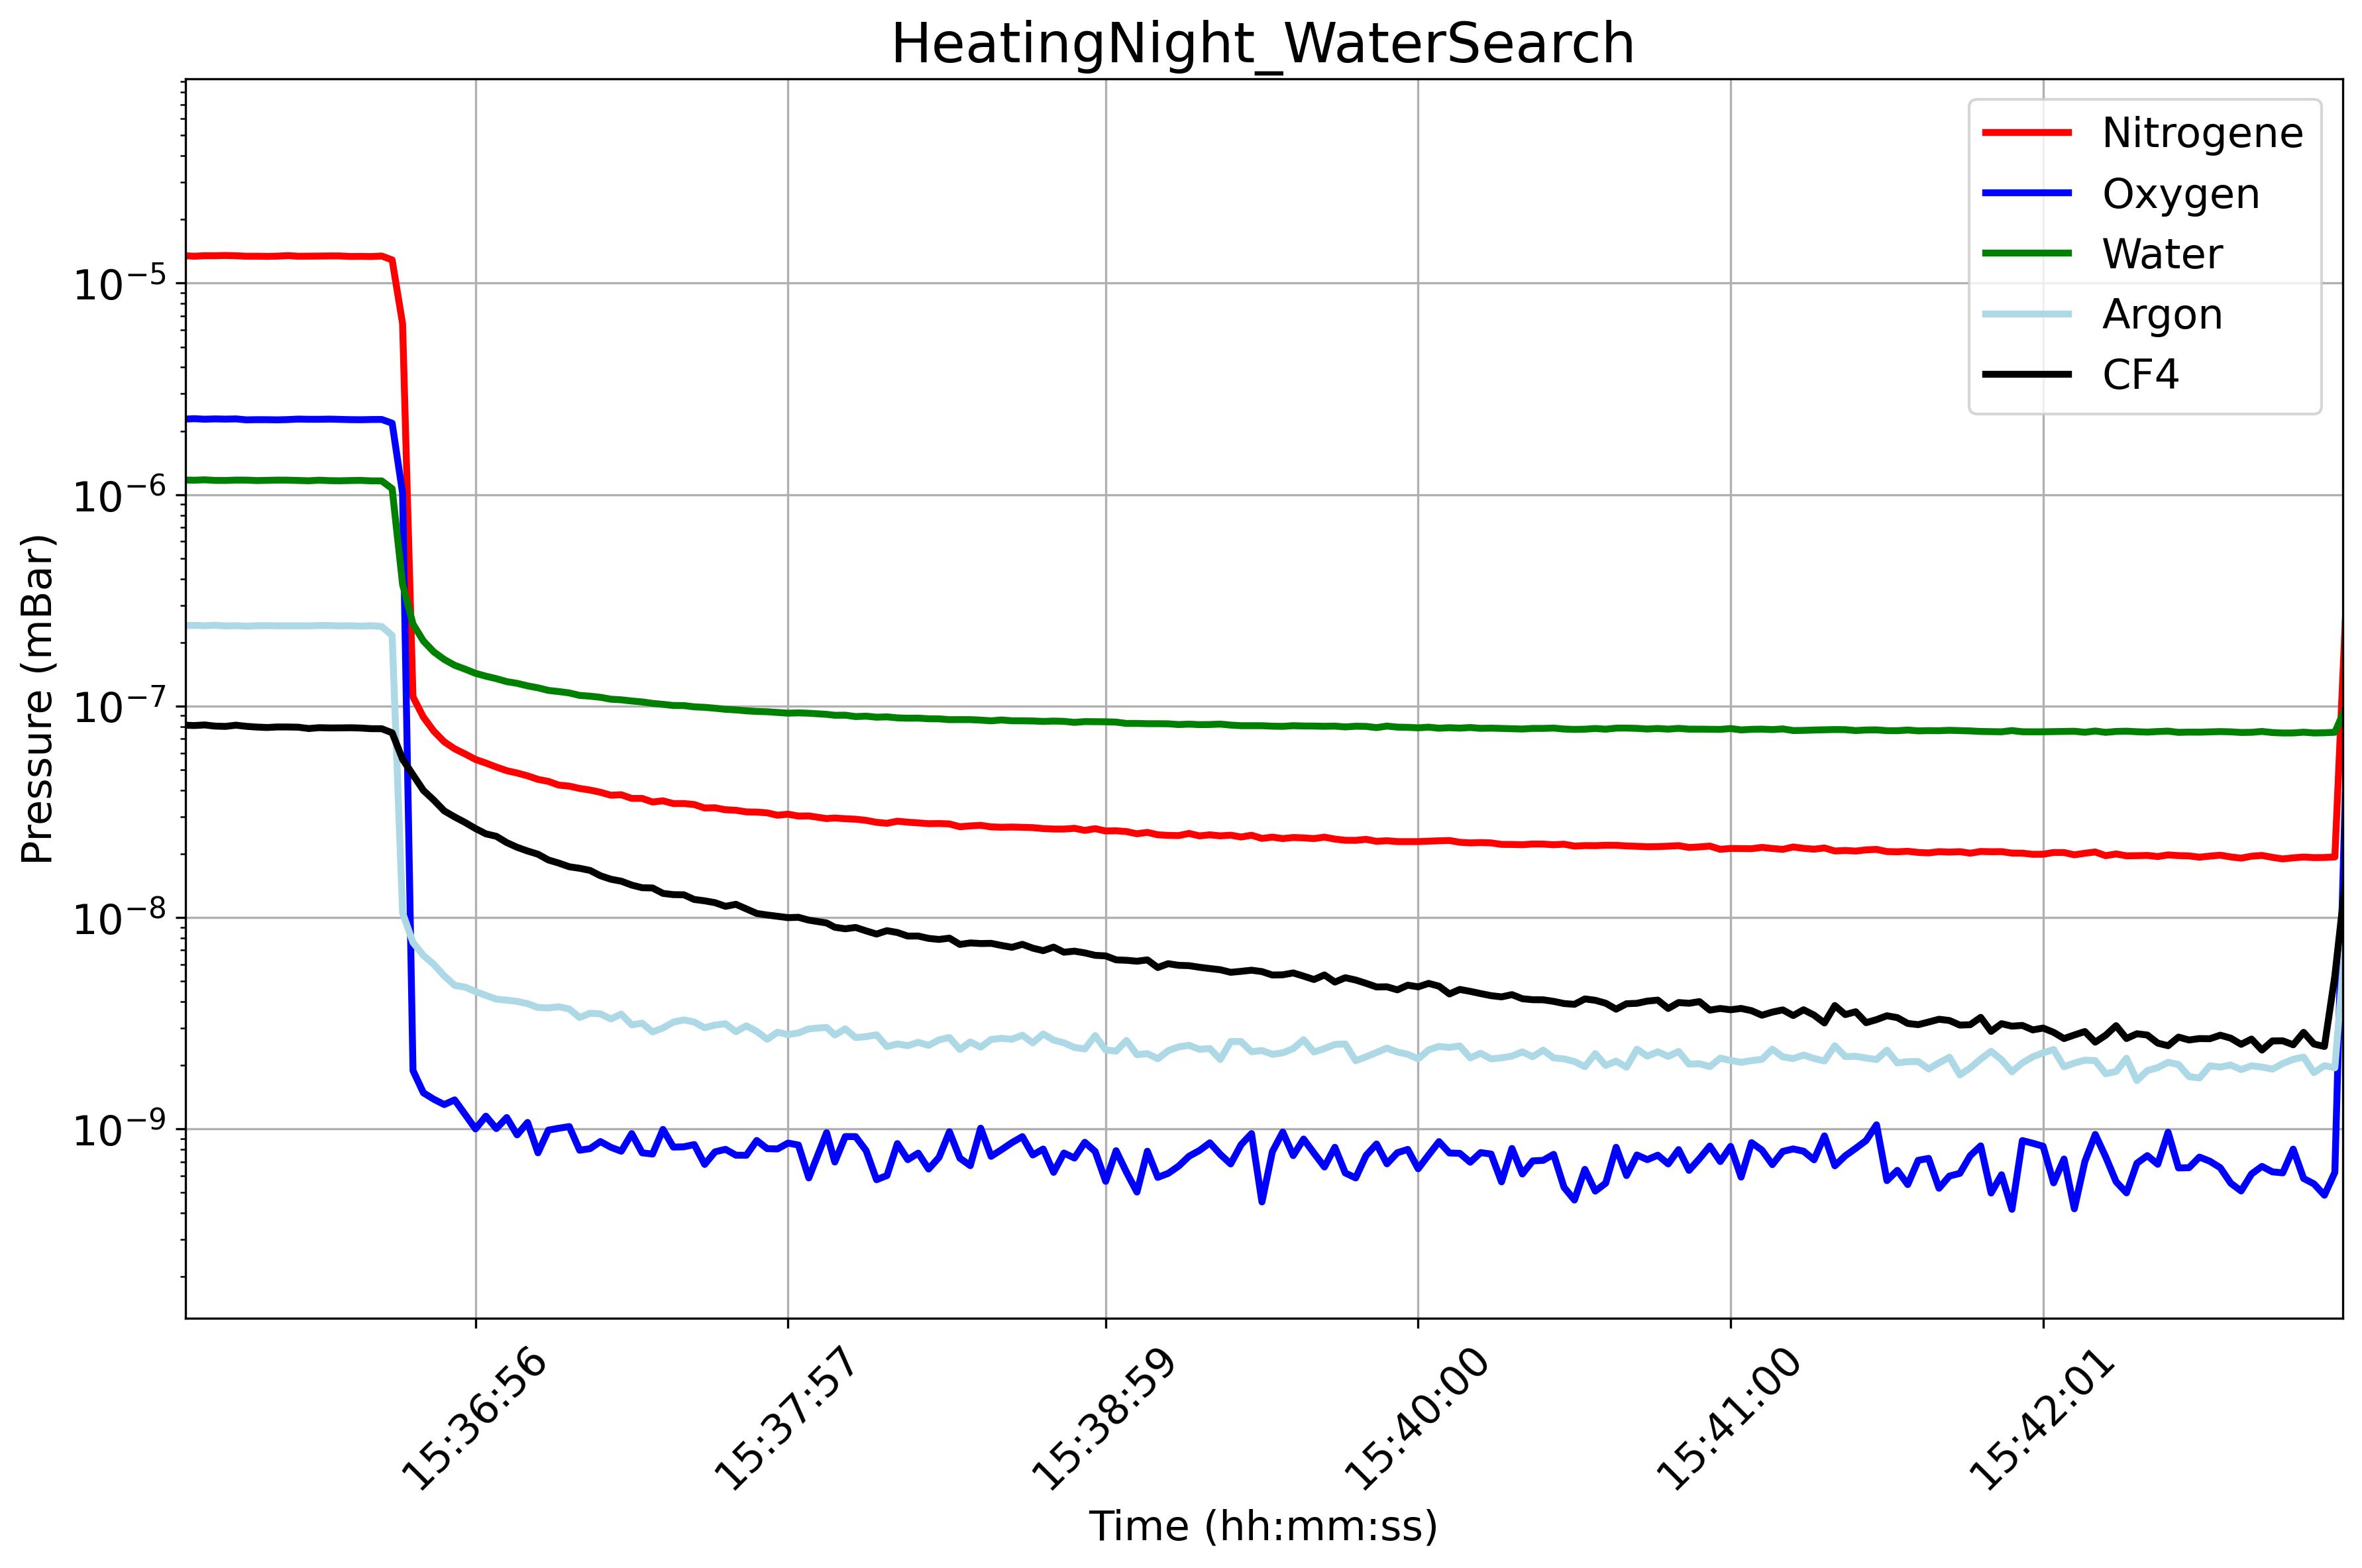 HeatingNight_WaterSearch
Nitrogene
Oxygen
Water
Argon
CF4
Pressure (mBar)
10⁻⁵
10⁻⁶
10⁻⁷
10⁻⁸
10⁻⁹
15:36:56
15:37:57
15:38:59
15:40:00
15:41:00
15:42:01
Time (hh:mm:ss)